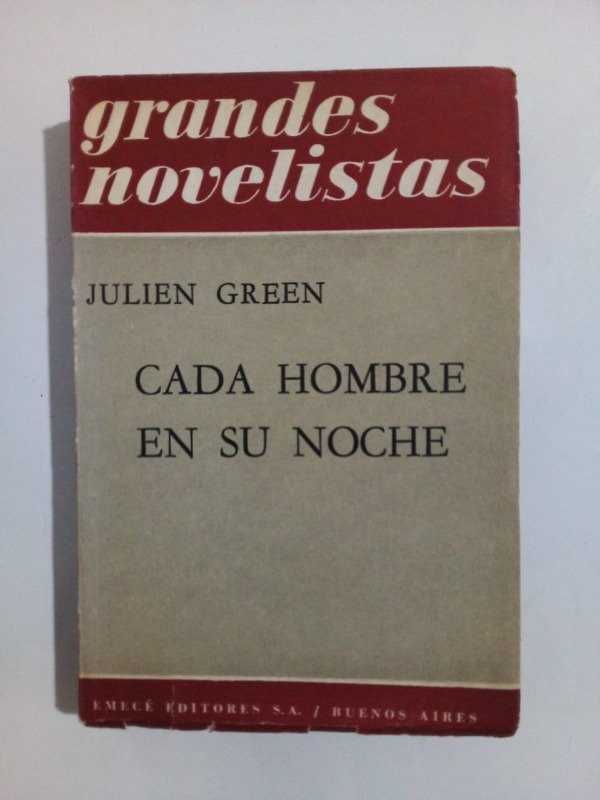 grandes
novelistas
JULIEN GREEN
CADA HOMBRE
EN SU NOCHE
EMECÉ EDITORES S.A. / BUENOS AIRES